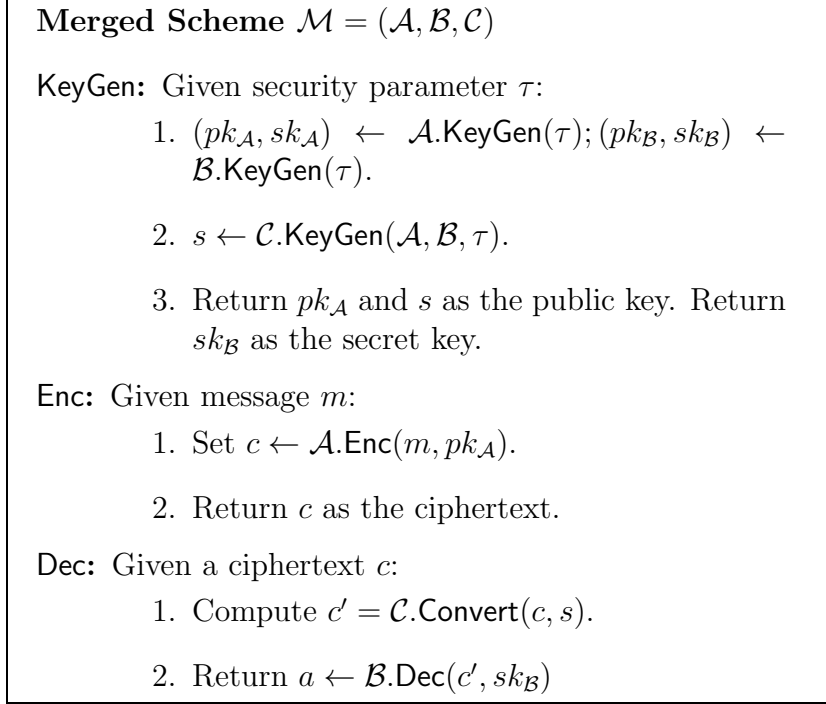 Merged Scheme ℳ = (𝒜, ℬ, 𝒞)
KeyGen: Given security parameter τ:
1. (pk_𝒜, sk_𝒜) ← 𝒜.KeyGen(τ); (pk_ℬ, sk_ℬ) ←
ℬ.KeyGen(τ).
2. s ← 𝒞.KeyGen(𝒜, ℬ, τ).
3. Return pk_𝒜 and s as the public key. Return
sk_ℬ as the secret key.
Enc: Given message m:
1. Set c ← 𝒜.Enc(m, pk_𝒜).
2. Return c as the ciphertext.
Dec: Given a ciphertext c:
1. Compute c′ = 𝒞.Convert(c, s).
2. Return a ← ℬ.Dec(c′, sk_ℬ)